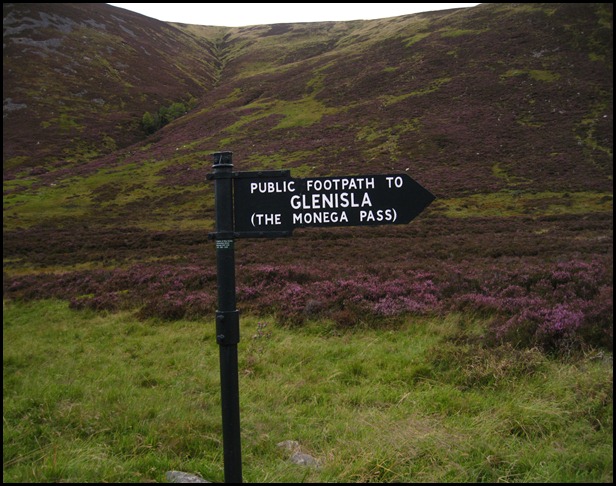 PUBLIC FOOTPATH TO
GLENISLA
(THE MONEGA PASS)